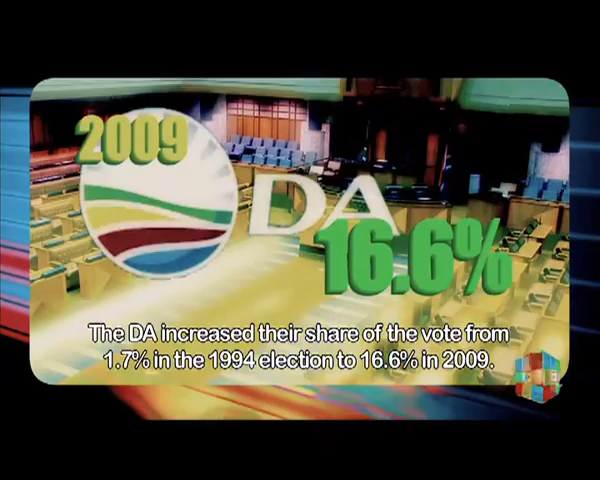 2009
DA
16.6%
The DA increased their share of the vote from
1.7% in the 1994 election to 16.6% in 2009.